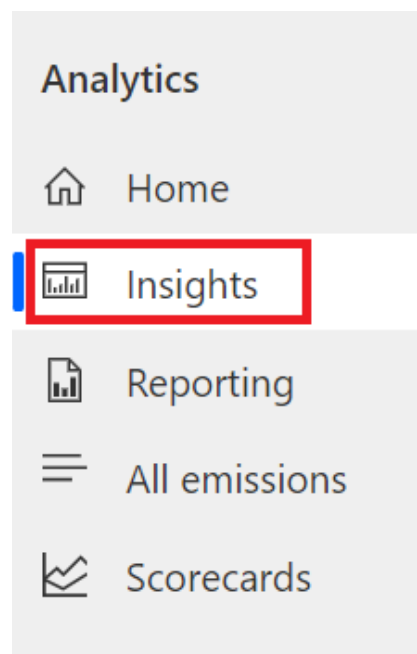 Analytics
Home
Insights
Reporting
All emissions
Scorecards